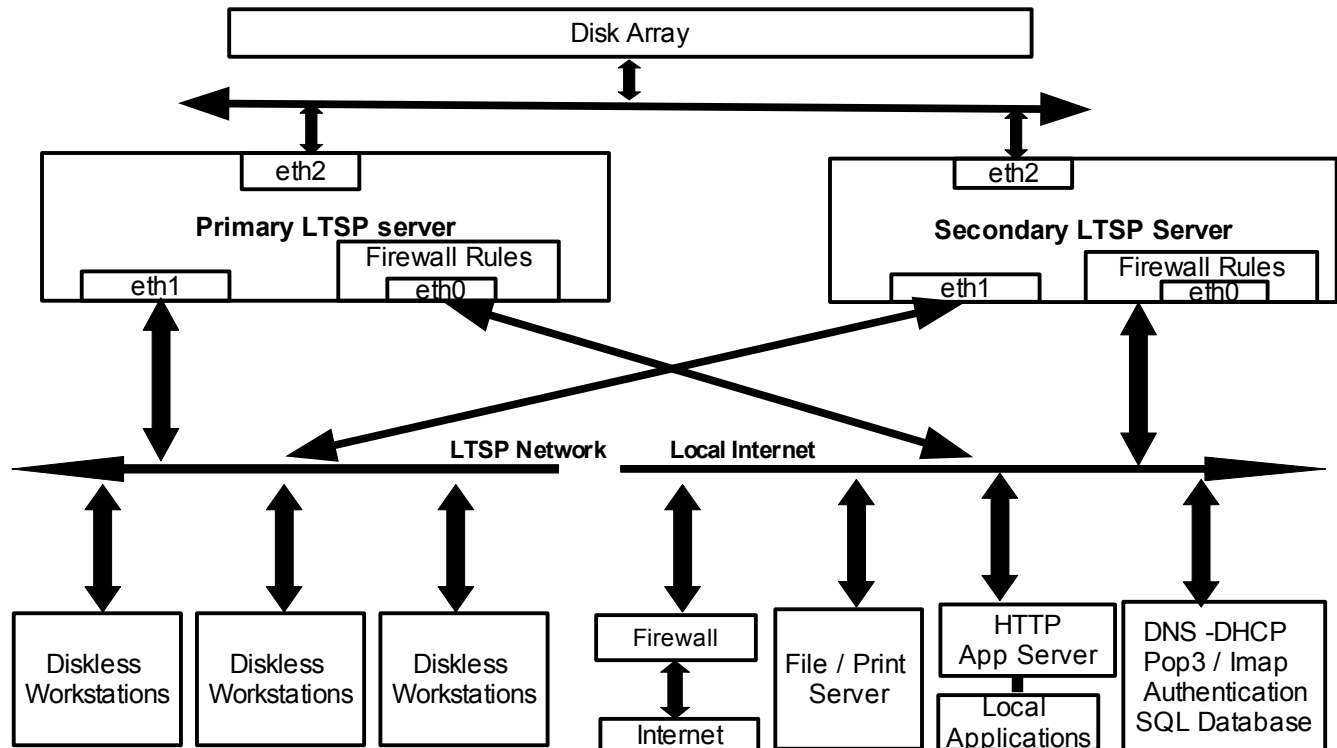 Disk Array
eth2
eth2
Primary LTSP server
Secondary LTSP Server
Firewall Rules
Firewall Rules
eth1
eth0
eth1
eth0
LTSP Network
Local Internet
Diskless
Workstations
Diskless
Workstations
Diskless
Workstations
Firewall
Internet
File / Print
Server
HTTP
App Server
Local
Applications
DNS -DHCP
Pop3 / Imap
Authentication
SQL Database